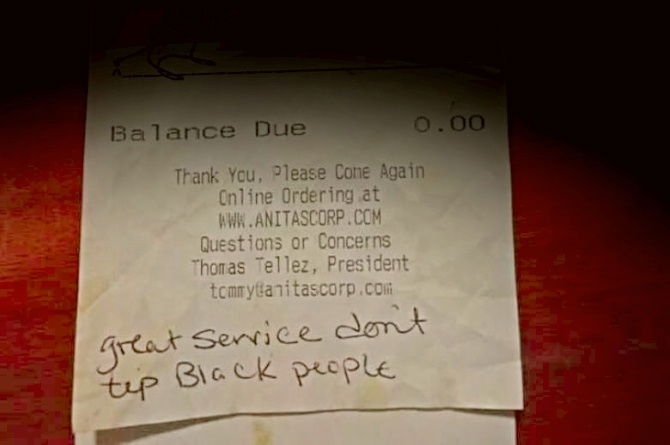 Balance Due 0.00
Thank You, Please Come Again
Online Ordering at
WWW.ANITASCORP.COM
Questions or Concerns
Thomas Tellez, President
tommy@anitascorp.com
great service don't
tip Black people